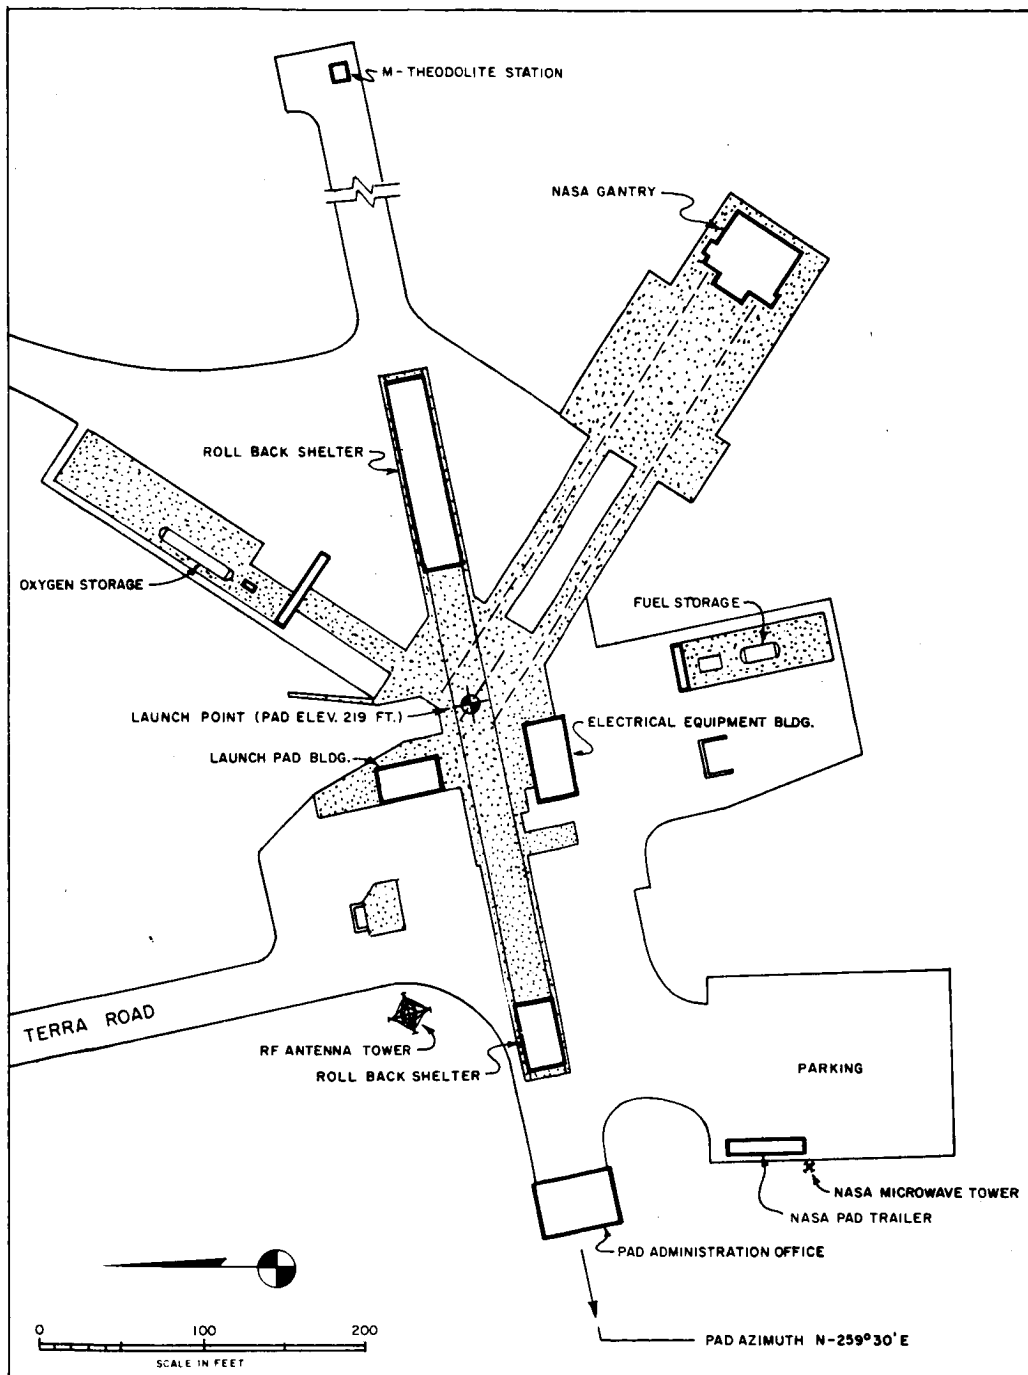 M-THEODOLITE STATION
NASA GANTRY
ROLL BACK SHELTER
OXYGEN STORAGE
FUEL STORAGE
LAUNCH POINT (PAD ELEV. 219 FT.)
ELECTRICAL EQUIPMENT BLDG.
LAUNCH PAD BLDG.
TERRA ROAD
RF ANTENNA TOWER
ROLL BACK SHELTER
PARKING
NASA MICROWAVE TOWER
NASA PAD TRAILER
PAD ADMINISTRATION OFFICE
0 100 200
SCALE IN FEET
PAD AZIMUTH N-259°30'E